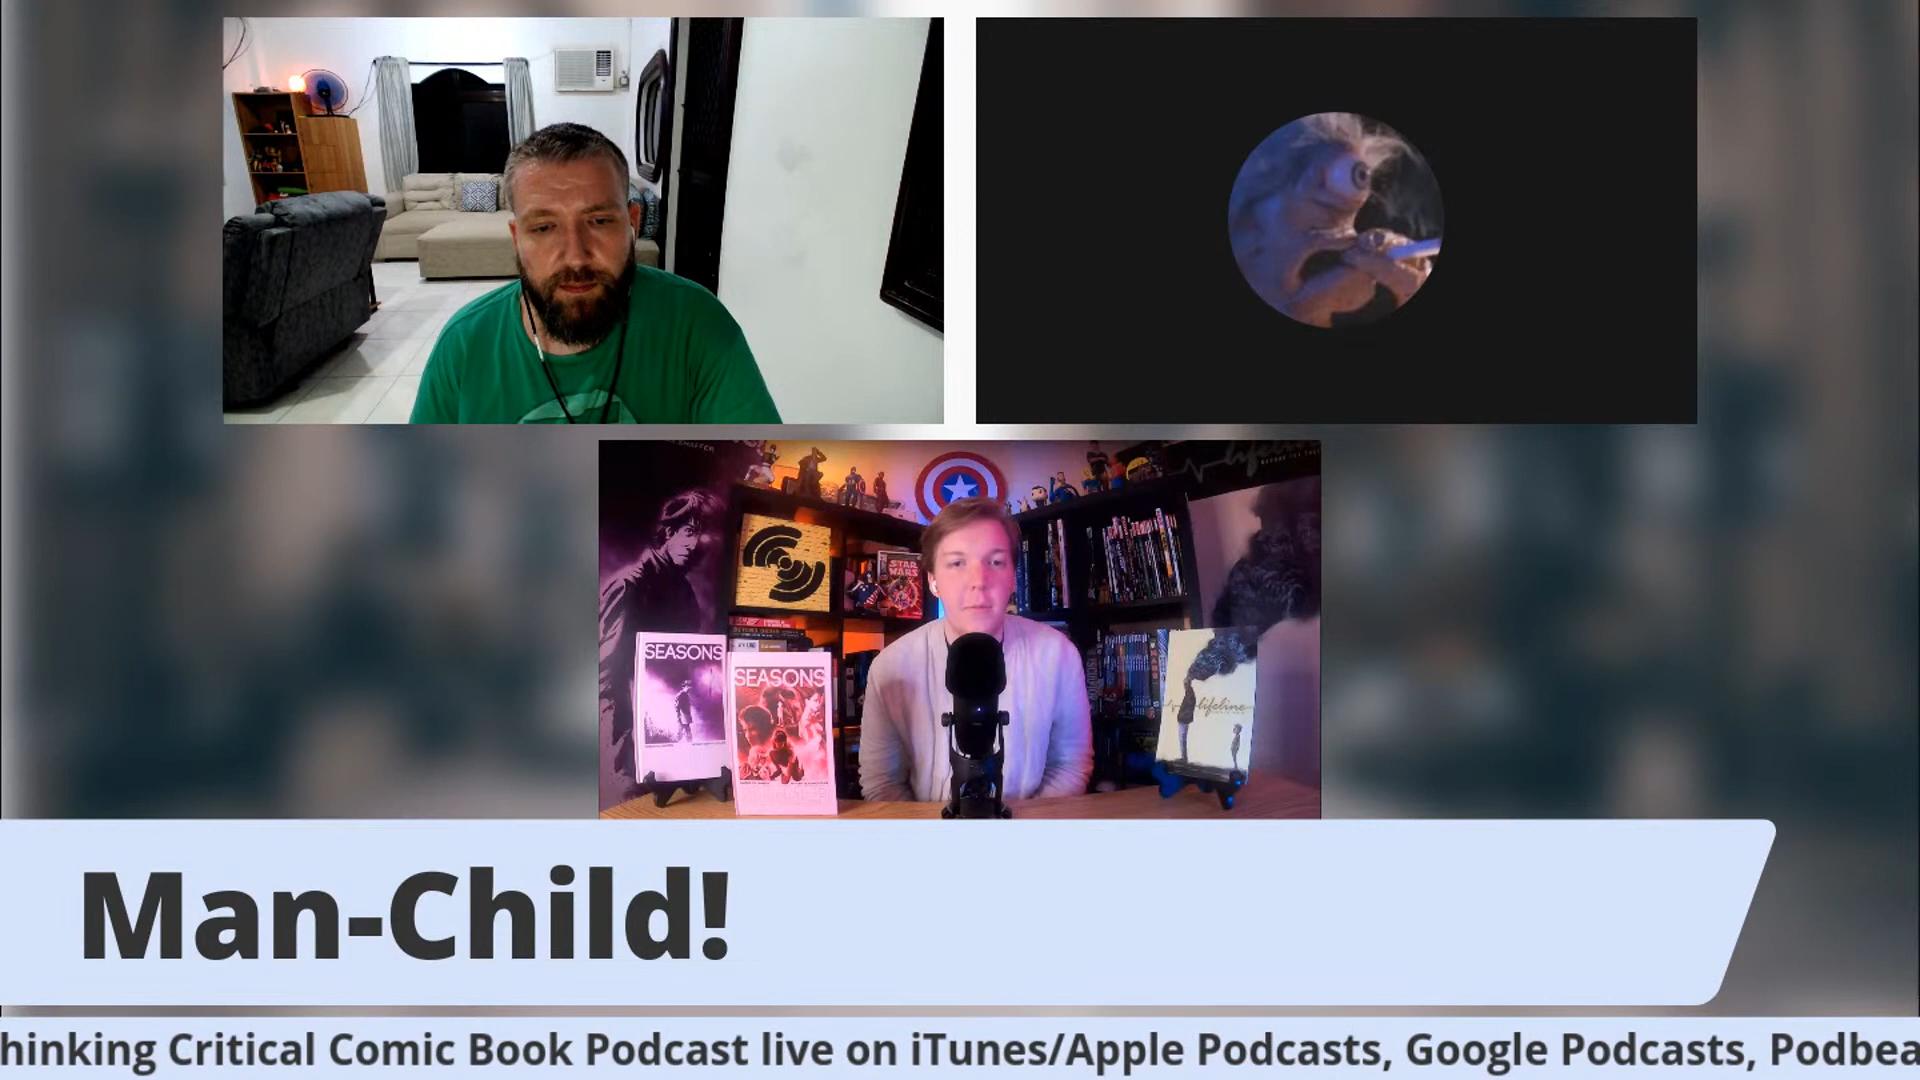 STAR
WARS
SEASONS
SEASONS
lifeline
lifeline
Man-Child!
hinking Critical Comic Book Podcast live on iTunes/Apple Podcasts, Google Podcasts, Podbea